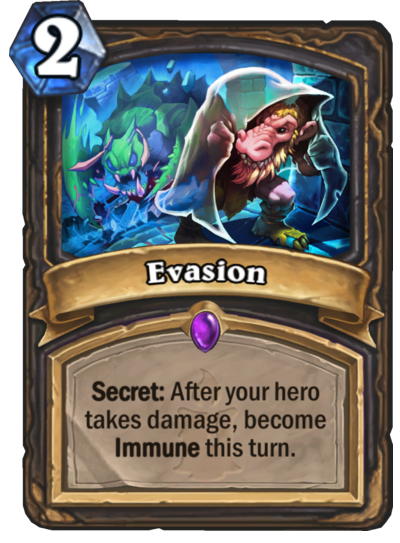 2
Evasion
Secret: After your hero
takes damage, become
Immune this turn.